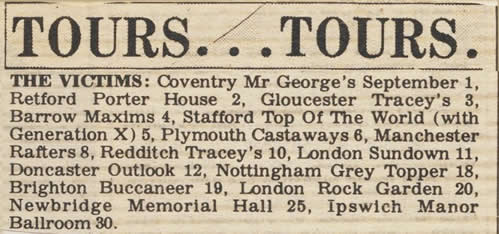 TOURS. . . TOURS.
THE VICTIMS: Coventry Mr George's September 1,
Retford Porter House 2, Gloucester Tracey's 3,
Barrow Maxims 4, Stafford Top Of The World (with
Generation X) 5, Plymouth Castaways 6, Manchester
Rafters 8, Redditch Tracey's 10, London Sundown 11,
Doncaster Outlook 12, Nottingham Grey Topper 18,
Brighton Buccaneer 19, London Rock Garden 20,
Newbridge Memorial Hall 25, Ipswich Manor
Ballroom 30.